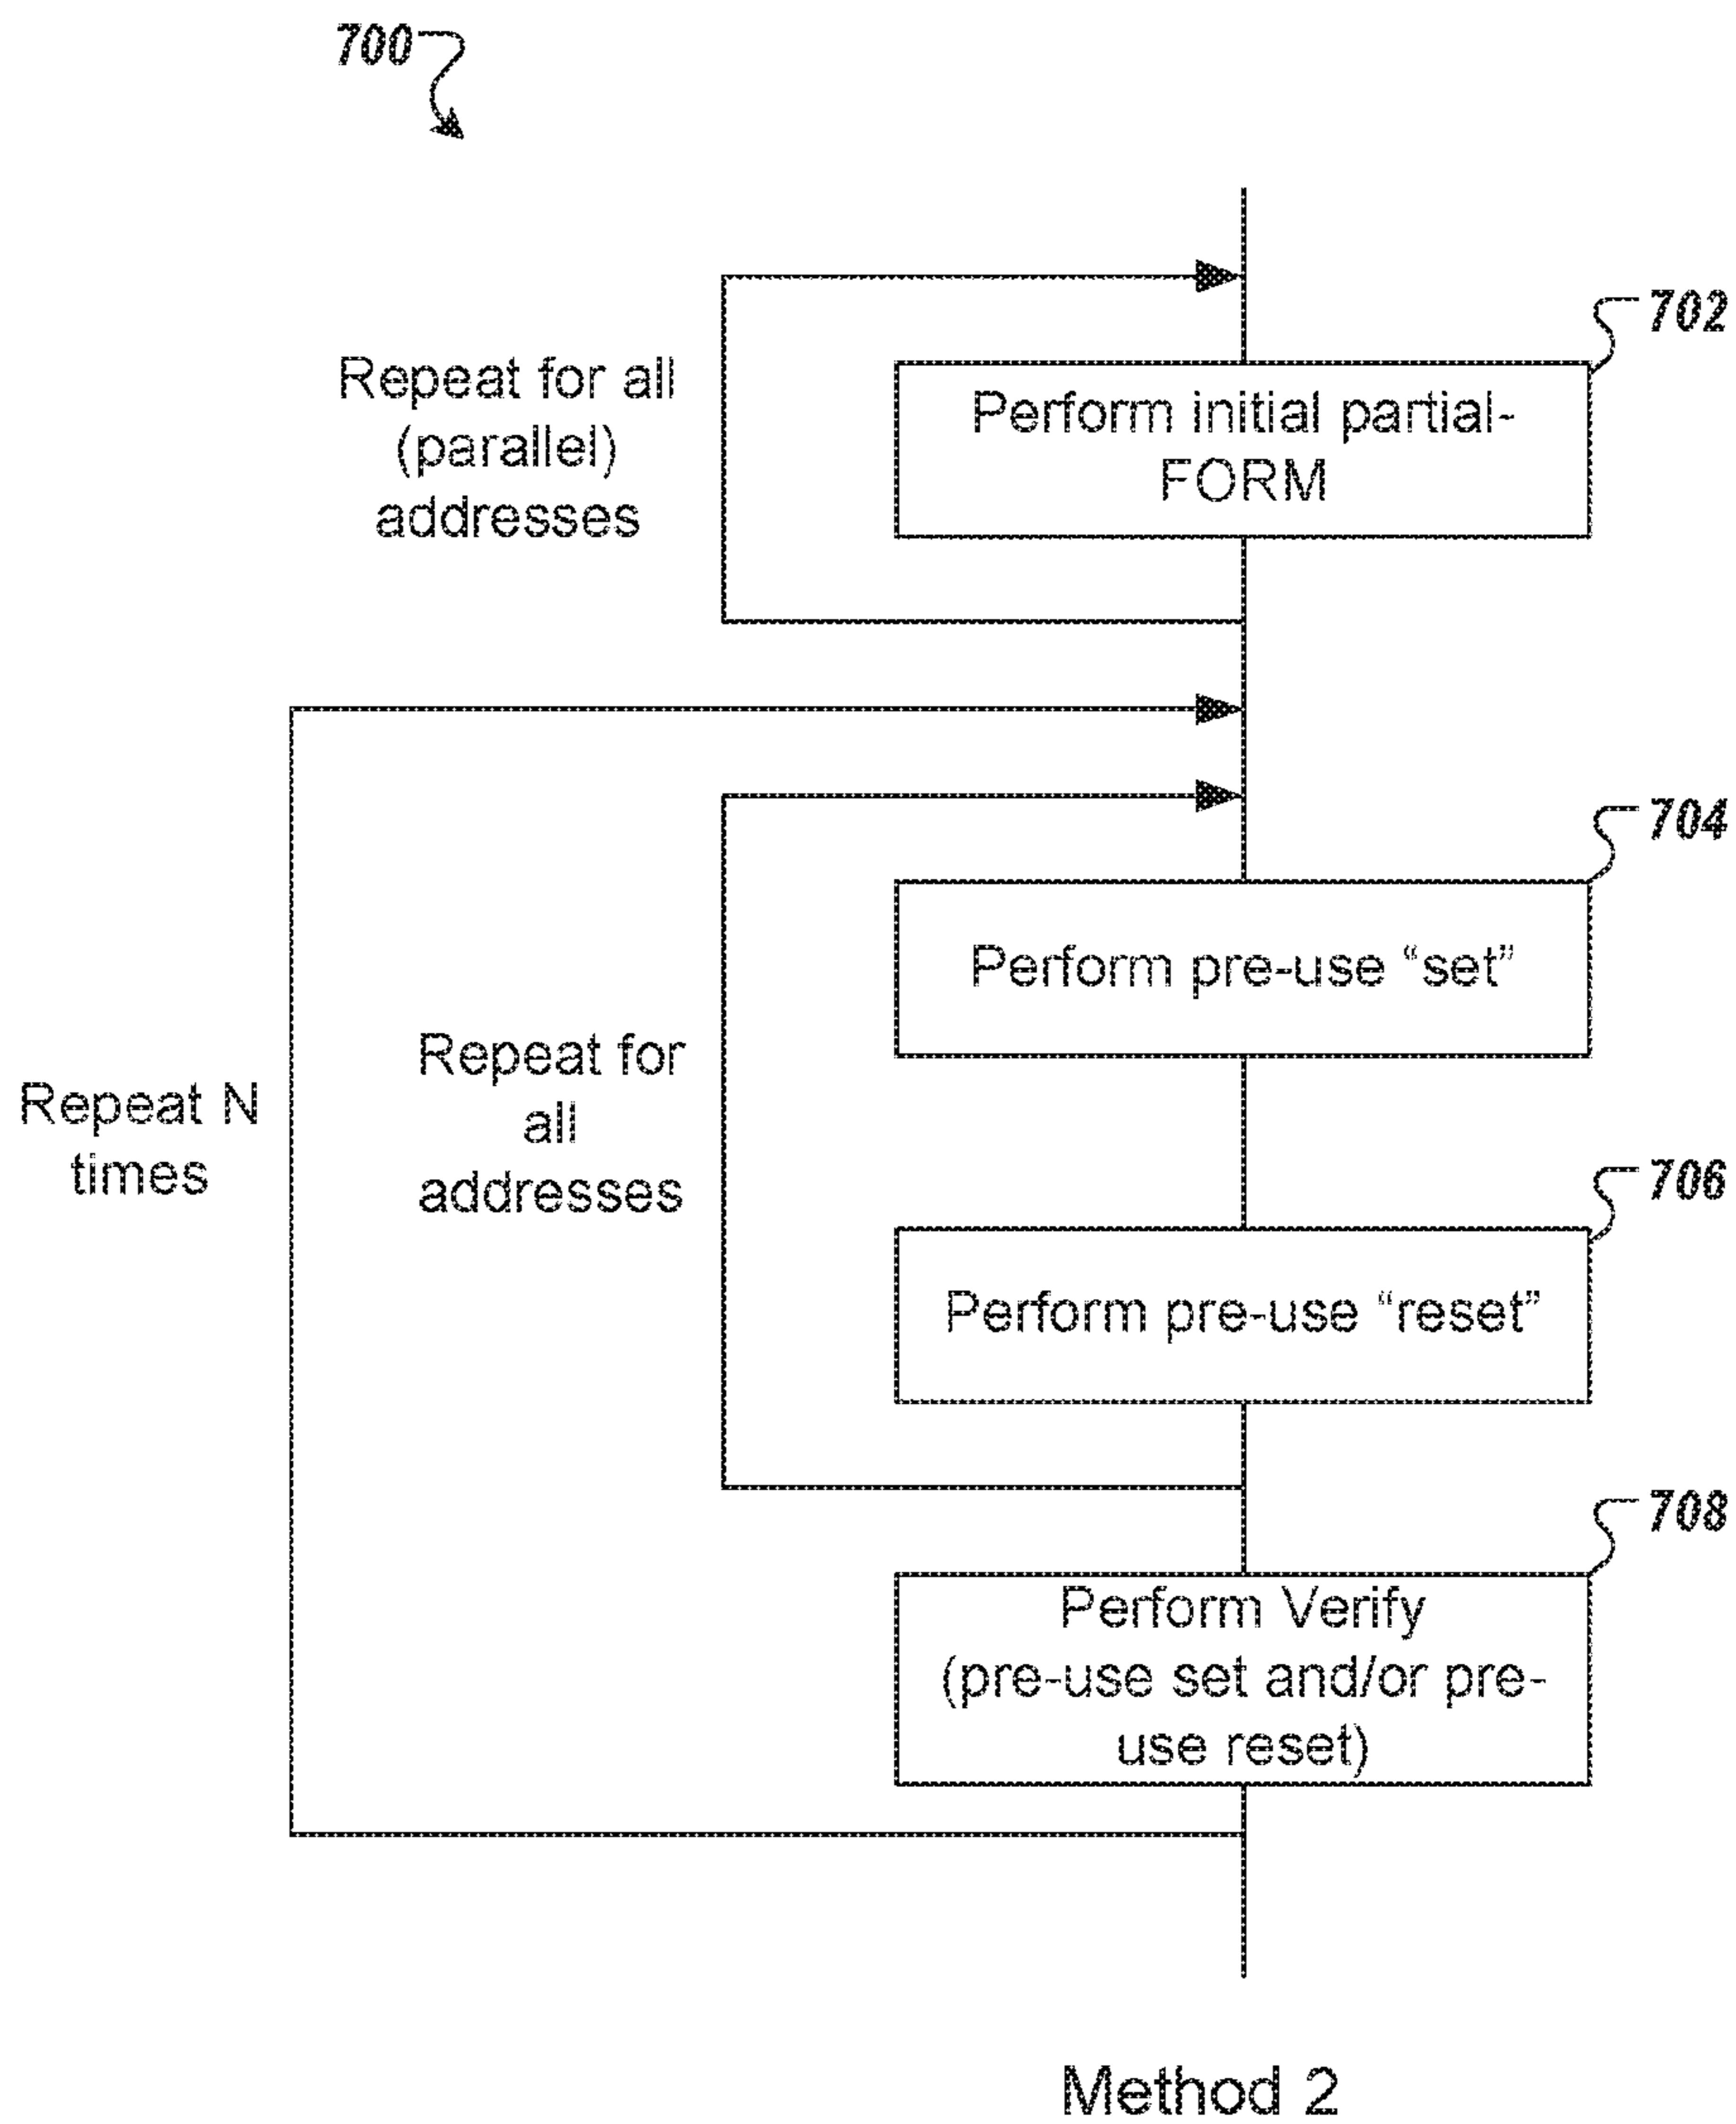 700
702
Repeat for all
(parallel)
addresses
Perform initial partial-
FORM
704
Perform pre-use “set”
Repeat N
times
Repeat for
all
addresses
706
Perform pre-use “reset”
708
Perform Verify
(pre-use set and/or pre-
use reset)
Method 2